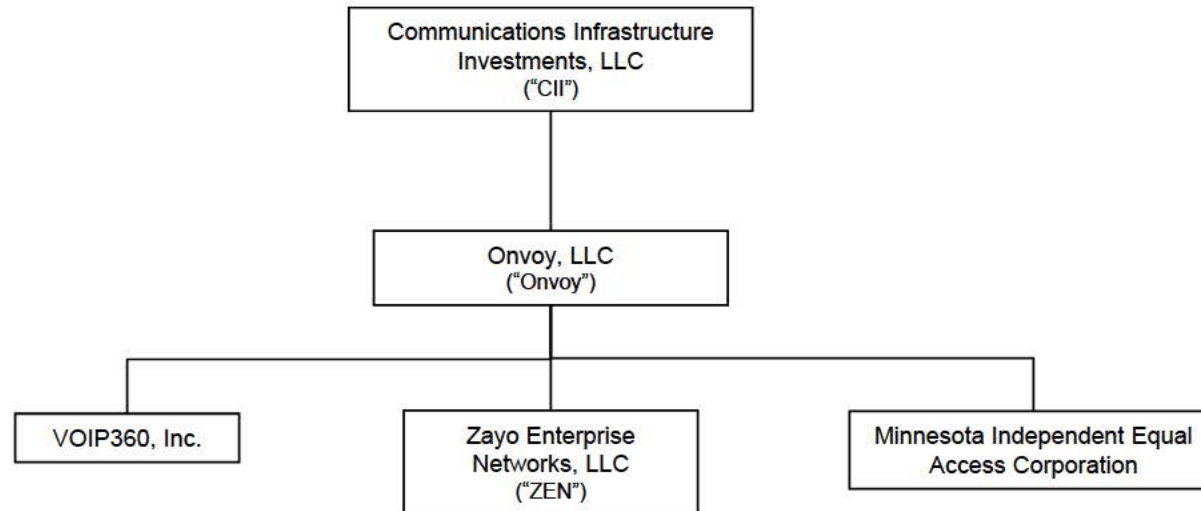 Communications Infrastructure
Investments, LLC
("CII")
Onvoy, LLC
("Onvoy")
VOIP360, Inc.
Zayo Enterprise
Networks, LLC
("ZEN")
Minnesota Independent Equal
Access Corporation